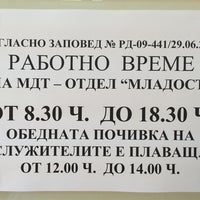 СЪГЛАСНО ЗАПОВЕД № РД-09-441/29.06.
РАБОТНО ВРЕМЕ
НА МДТ – ОТДЕЛ "МЛАДОСТ
ОТ 8.30 Ч. ДО 18.30 Ч.
ОБЕДНАТА ПОЧИВКА НА
СЛУЖИТЕЛИТЕ Е ПЛАВАЩ
ОТ 12.00 Ч. ДО 14.00 Ч.